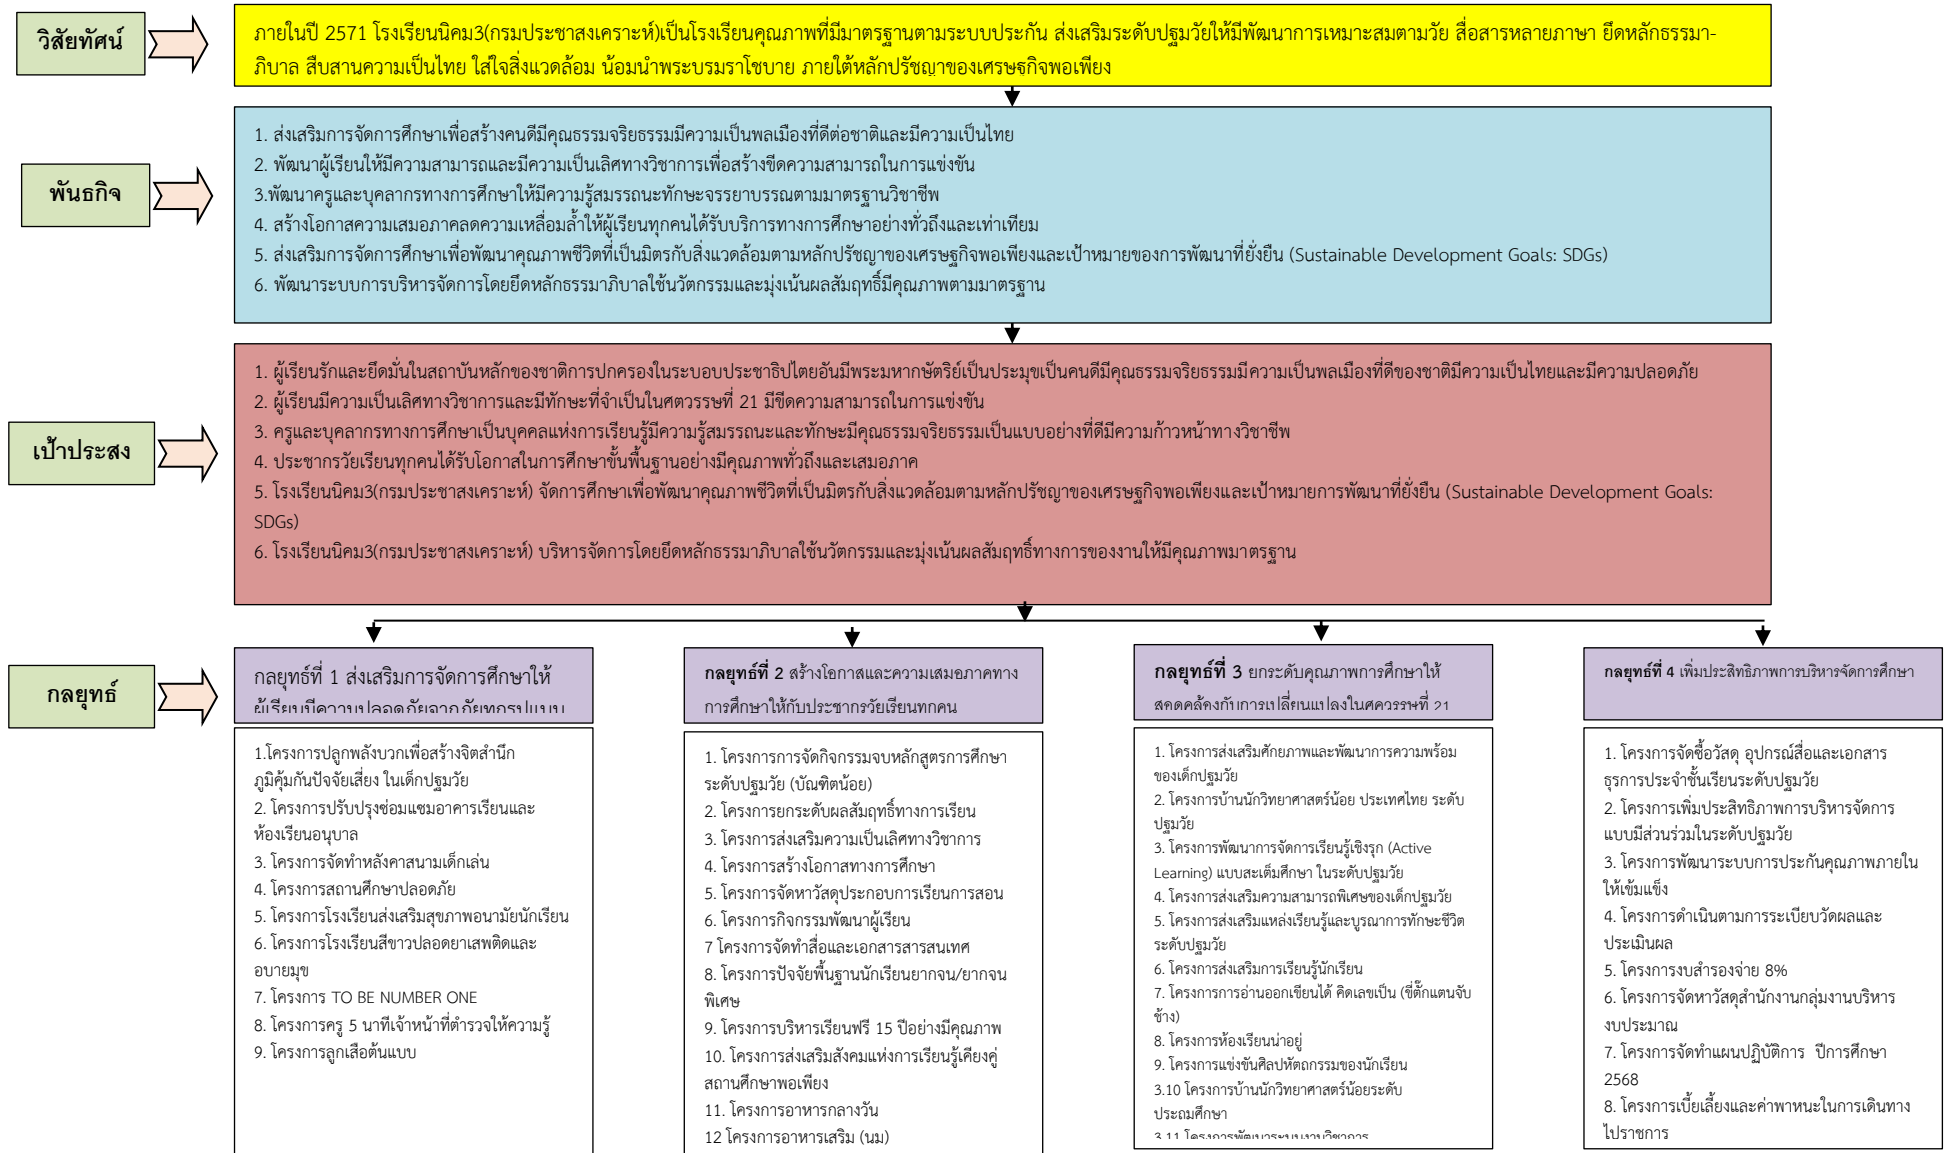 วิสัยทัศน์
ภายในปี 2571 โรงเรียนนิคม3(กรมประชาสงเคราะห์)เป็นโรงเรียนคุณภาพที่มีมาตรฐานตามระบบประกัน ส่งเสริมระดับปฐมวัยให้มีพัฒนาการเหมาะสมตามวัย สื่อสารหลายภาษา ยึดหลักธรรมา-
ภิบาล สืบสานความเป็นไทย ใส่ใจสิ่งแวดล้อม น้อมนำพระบรมราโชบาย ภายใต้หลักปรัชญาของเศรษฐกิจพอเพียง
พันธกิจ
1. ส่งเสริมการจัดการศึกษาเพื่อสร้างคนดีมีคุณธรรมจริยธรรมมีความเป็นพลเมืองที่ดีต่อชาติและมีความเป็นไทย
2. พัฒนาผู้เรียนให้มีความสามารถและมีความเป็นเลิศทางวิชาการเพื่อสร้างขีดความสามารถในการแข่งขัน
3.พัฒนาครูและบุคลากรทางการศึกษาให้มีความรู้สมรรถนะทักษะจรรยาบรรณตามมาตรฐานวิชาชีพ
4. สร้างโอกาสความเสมอภาคลดความเหลื่อมล้ำให้ผู้เรียนทุกคนได้รับบริการทางการศึกษาอย่างทั่วถึงและเท่าเทียม
5. ส่งเสริมการจัดการศึกษาเพื่อพัฒนาคุณภาพชีวิตที่เป็นมิตรกับสิ่งแวดล้อมตามหลักปรัชญาของเศรษฐกิจพอเพียงและเป้าหมายของการพัฒนาที่ยั่งยืน (Sustainable Development Goals: SDGs)
6. พัฒนาระบบการบริหารจัดการโดยยึดหลักธรรมาภิบาลใช้นวัตกรรมและมุ่งเน้นผลสัมฤทธิ์มีคุณภาพตามมาตรฐาน
เป้าประสง
1. ผู้เรียนรักและยึดมั่นในสถาบันหลักของชาติการปกครองในระบอบประชาธิปไตยอันมีพระมหากษัตริย์เป็นประมุขเป็นคนดีมีคุณธรรมจริยธรรมมีความเป็นพลเมืองที่ดีของชาติมีความเป็นไทยและมีความปลอดภัย
2. ผู้เรียนมีความเป็นเลิศทางวิชาการและมีทักษะที่จำเป็นในศตวรรษที่ 21 มีขีดความสามารถในการแข่งขัน
3. ครูและบุคลากรทางการศึกษาเป็นบุคคลแห่งการเรียนรู้มีความรู้สมรรถนะและทักษะมีคุณธรรมจริยธรรมเป็นแบบอย่างที่ดีมีความก้าวหน้าทางวิชาชีพ
4. ประชากรวัยเรียนทุกคนได้รับโอกาสในการศึกษาขั้นพื้นฐานอย่างมีคุณภาพทั่วถึงและเสมอภาค
5. โรงเรียนนิคม3(กรมประชาสงเคราะห์) จัดการศึกษาเพื่อพัฒนาคุณภาพชีวิตที่เป็นมิตรกับสิ่งแวดล้อมตามหลักปรัชญาของเศรษฐกิจพอเพียงและเป้าหมายการพัฒนาที่ยั่งยืน (Sustainable Development Goals:
SDGs)
6. โรงเรียนนิคม3(กรมประชาสงเคราะห์) บริหารจัดการโดยยึดหลักธรรมาภิบาลใช้นวัตกรรมและมุ่งเน้นผลสัมฤทธิ์ทางการของงานให้มีคุณภาพมาตรฐาน
กลยุทธ์
กลยุทธ์ที่ 1 ส่งเสริมการจัดการศึกษาให้
ผู้เรียนมีความปลอดภัยจากภัยทุกรูปแบบ
1.โครงการปลูกพลังบวกเพื่อสร้างจิตสำนึก
ภูมิคุ้มกันปัจจัยเสี่ยง ในเด็กปฐมวัย
2. โครงการปรับปรุงซ่อมแซมอาคารเรียนและ
ห้องเรียนอนุบาล
3. โครงการจัดทำหลังคาสนามเด็กเล่น
4. โครงการสถานศึกษาปลอดภัย
5. โครงการโรงเรียนส่งเสริมสุขภาพอนามัยนักเรียน
6. โครงการโรงเรียนสีขาวปลอดยาเสพติดและ
อบายมุข
7. โครงการ TO BE NUMBER ONE
8. โครงการครู 5 นาทีเจ้าหน้าที่ตำรวจให้ความรู้
9. โครงการลูกเสือต้นแบบ
กลยุทธ์ที่ 2 สร้างโอกาสและความเสมอภาคทาง
การศึกษาให้กับประชากรวัยเรียนทุกคน
1. โครงการการจัดกิจกรรมจบหลักสูตรการศึกษา
ระดับปฐมวัย (บัณฑิตน้อย)
2. โครงการยกระดับผลสัมฤทธิ์ทางการเรียน
3. โครงการส่งเสริมความเป็นเลิศทางวิชาการ
4. โครงการสร้างโอกาสทางการศึกษา
5. โครงการจัดหาวัสดุประกอบการเรียนการสอน
6. โครงการกิจกรรมพัฒนาผู้เรียน
7 โครงการจัดทำสื่อและเอกสารสารสนเทศ
8. โครงการปัจจัยพื้นฐานนักเรียนยากจน/ยากจน
พิเศษ
9. โครงการบริหารเรียนฟรี 15 ปีอย่างมีคุณภาพ
10. โครงการส่งเสริมสังคมแห่งการเรียนรู้เคียงคู่
สถานศึกษาพอเพียง
11. โครงการอาหารกลางวัน
12 โครงการอาหารเสริม (นม)
กลยุทธ์ที่ 3 ยกระดับคุณภาพการศึกษาให้
สอดคล้องกับการเปลี่ยนแปลงในศควรรษที่ 21
1. โครงการส่งเสริมศักยภาพและพัฒนาการความพร้อม
ของเด็กปฐมวัย
2. โครงการบ้านนักวิทยาศาสตร์น้อย ประเทศไทย ระดับ
ปฐมวัย
3. โครงการพัฒนาการจัดการเรียนรู้เชิงรุก (Active
Learning) แบบสะเต็มศึกษา ในระดับปฐมวัย
4. โครงการส่งเสริมความสามารถพิเศษของเด็กปฐมวัย
5. โครงการส่งเสริมแหล่งเรียนรู้และบูรณาการทักษะชีวิต
ระดับปฐมวัย
6. โครงการส่งเสริมการเรียนรู้นักเรียน
7. โครงการการอ่านออกเขียนได้ คิดเลขเป็น (ขี่ตั๊กแตนจับ
ช้าง)
8. โครงการห้องเรียนน่าอยู่
9. โครงการแข่งขันศิลปหัตถกรรมของนักเรียน
3.10 โครงการบ้านนักวิทยาศาสตร์น้อยระดับ
ประถมศึกษา
3.11 โครงการพัฒนาระบบงานวิชาการ
กลยุทธ์ที่ 4 เพิ่มประสิทธิภาพการบริหารจัดการศึกษา
1. โครงการจัดซื้อวัสดุ อุปกรณ์สื่อและเอกสาร
ธุรการประจำชั้นเรียนระดับปฐมวัย
2. โครงการเพิ่มประสิทธิภาพการบริหารจัดการ
แบบมีส่วนร่วมในระดับปฐมวัย
3. โครงการพัฒนาระบบการประกันคุณภาพภายใน
ให้เข้มแข็ง
4. โครงการดำเนินตามการระเบียบวัดผลและ
ประเมินผล
5. โครงการงบสำรองจ่าย 8%
6. โครงการจัดหาวัสดุสำนักงานกลุ่มงานบริหาร
งบประมาณ
7. โครงการจัดทำแผนปฏิบัติการ ปีการศึกษา
2568
8. โครงการเบี้ยเลี้ยงและค่าพาหนะในการเดินทาง
ไปราชการ